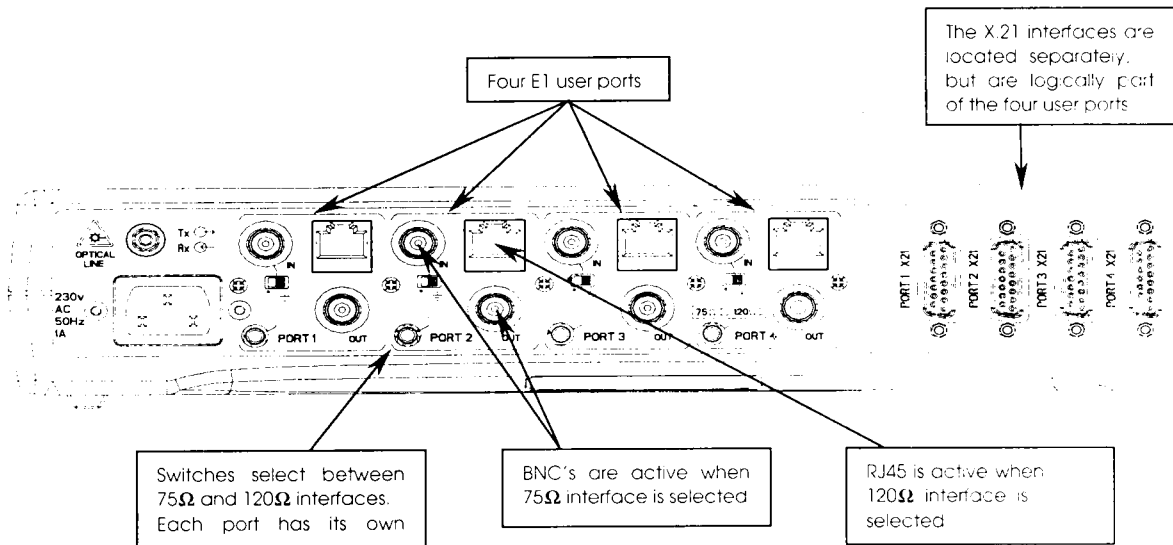 The X.21 interfaces are
located separately,
but are logically part
of the four user ports
Four E1 user ports
OPTICAL
LINE
Tx
Rx
IN
IN
IN
IN
230v
AC
50Hz
1A
PORT 1
OUT
PORT 2
OUT
PORT 3
OUT
75Ω 120Ω
PORT 4
OUT
PORT 1 X21
PORT 2 X21
PORT 3 X21
PORT 4 X21
Switches select between
75Ω and 120Ω interfaces.
Each port has its own
BNC's are active when
75Ω interface is selected
RJ45 is active when
120Ω interface is
selected